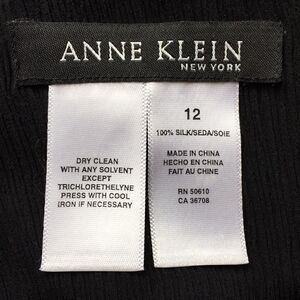 ANNE KLEIN
NEW YORK
DRY CLEAN
WITH ANY SOLVENT
EXCEPT
TRICHLORETHELYNE
PRESS WITH COOL
IRON IF NECESSARY
12
100% SILK/SEDA/SOIE
MADE IN CHINA
HECHO EN CHINA
FAIT AU CHINE
RN 50610
CA 36708